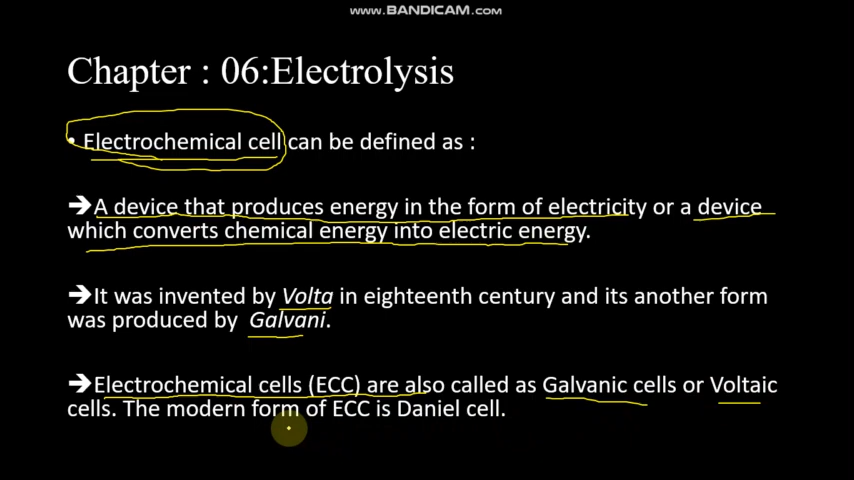 www.BANDICAM.com
Chapter : 06:Electrolysis
• Electrochemical cell can be defined as :
➔A device that produces energy in the form of electricity or a device
which converts chemical energy into electric energy.
➔It was invented by Volta in eighteenth century and its another form
was produced by Galvani.
➔Electrochemical cells (ECC) are also called as Galvanic cells or Voltaic
cells. The modern form of ECC is Daniel cell.